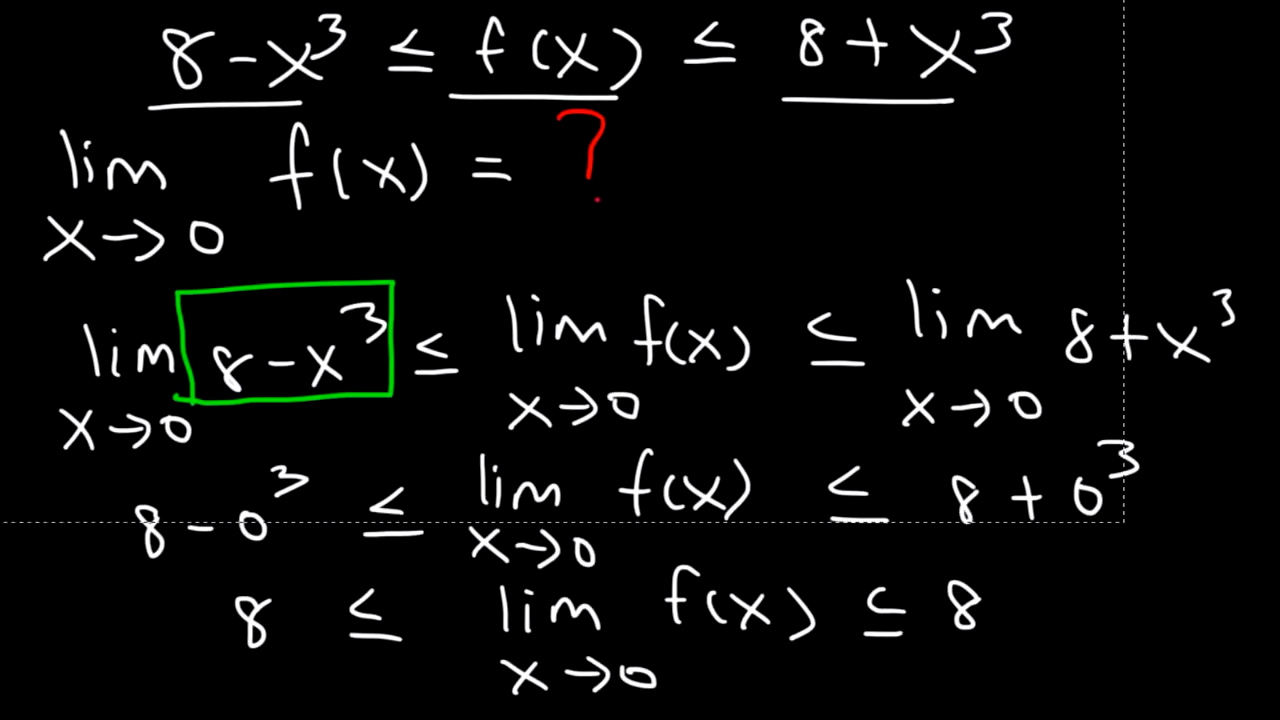 8 - x³ ≤ f(x) ≤ 8 + x³
lim f(x) = ?
x → 0
lim 8 - x³ ≤ lim f(x) ≤ lim 8 + x³
x → 0 x → 0 x → 0
8 - 0³ ≤ lim f(x) ≤ 8 + 0³
x → 0
8 ≤ lim f(x) ≤ 8
x → 0